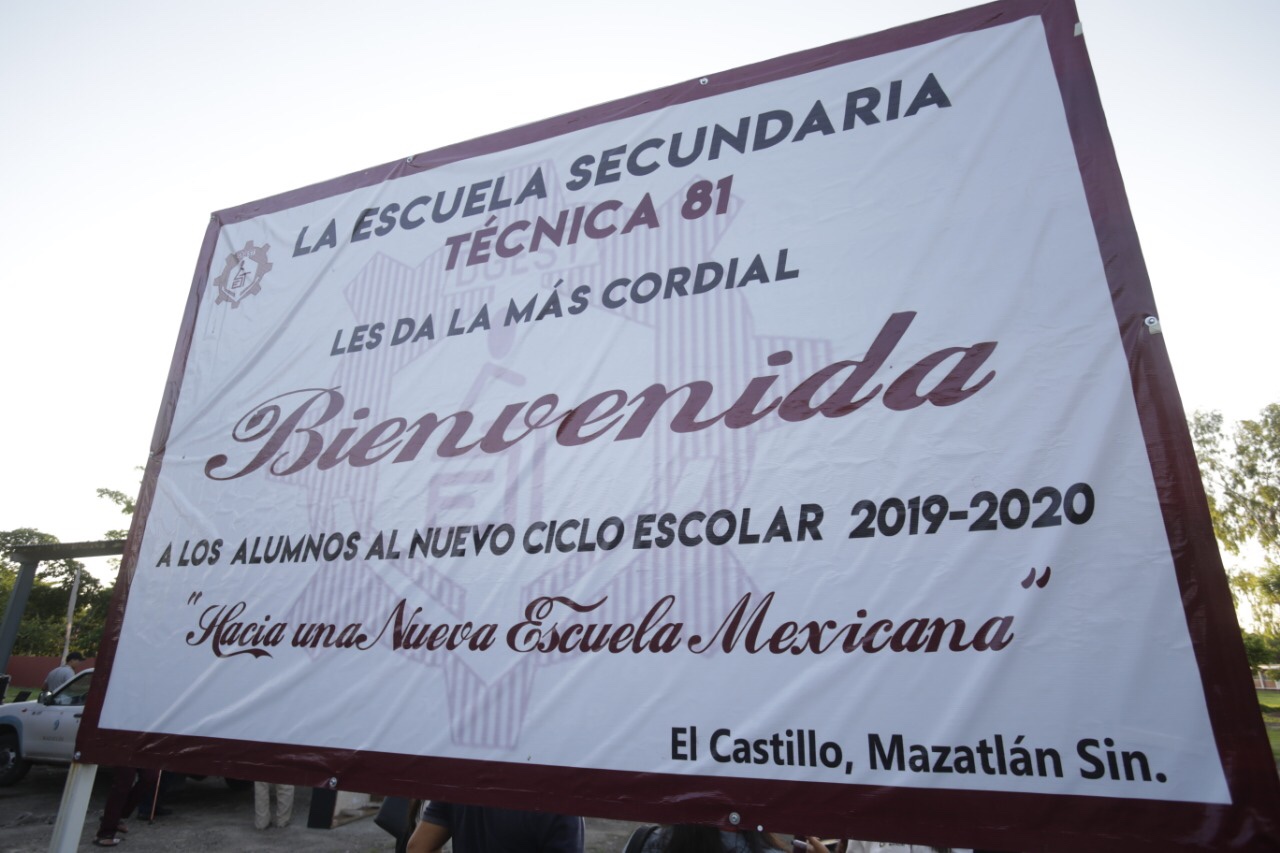 LA ESCUELA SECUNDARIA
TÉCNICA 81
LES DA LA MÁS CORDIAL
Bienvenida
A LOS ALUMNOS AL NUEVO CICLO ESCOLAR 2019-2020
"Hacia una Nueva Escuela Mexicana"
El Castillo, Mazatlán Sin.